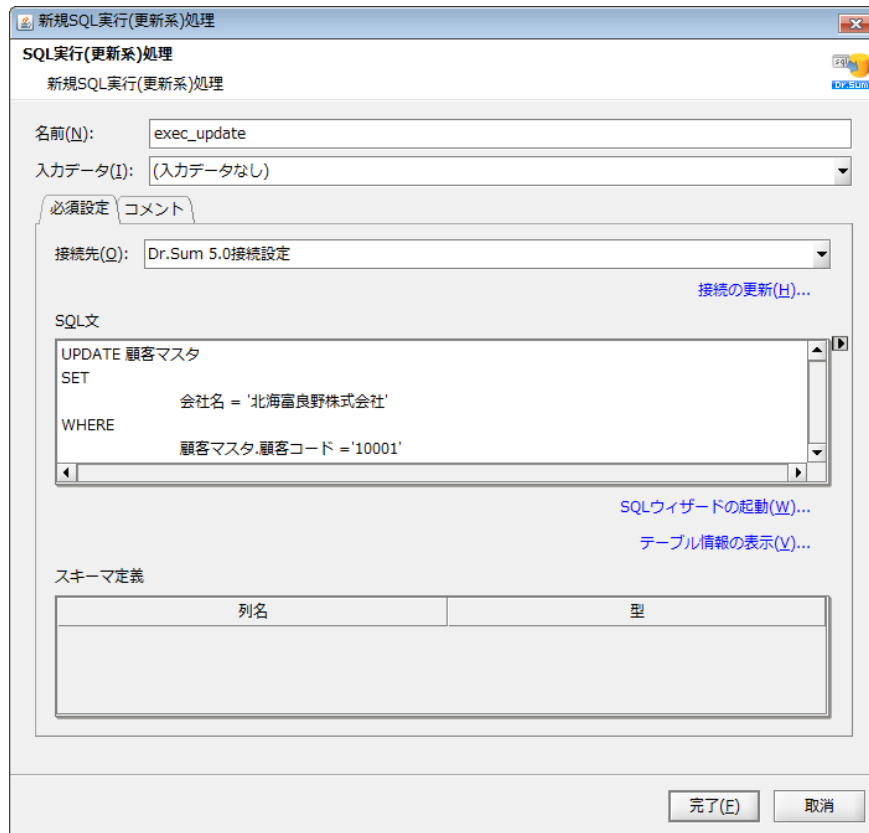 新規SQL実行(更新系)処理
SQL実行(更新系)処理
新規SQL実行(更新系)処理
sql
Dr.Sum
名前(N):
exec_update
入力データ(I):
(入力データなし)
必須設定
コメント
接続先(O):
Dr.Sum 5.0接続設定
接続の更新(H)...
SQL文
UPDATE 顧客マスタ
SET
会社名 = '北海富良野株式会社'
WHERE
顧客マスタ.顧客コード ='10001'
SQLウィザードの起動(W)...
テーブル情報の表示(V)...
スキーマ定義
列名
型
完了(F)
取消